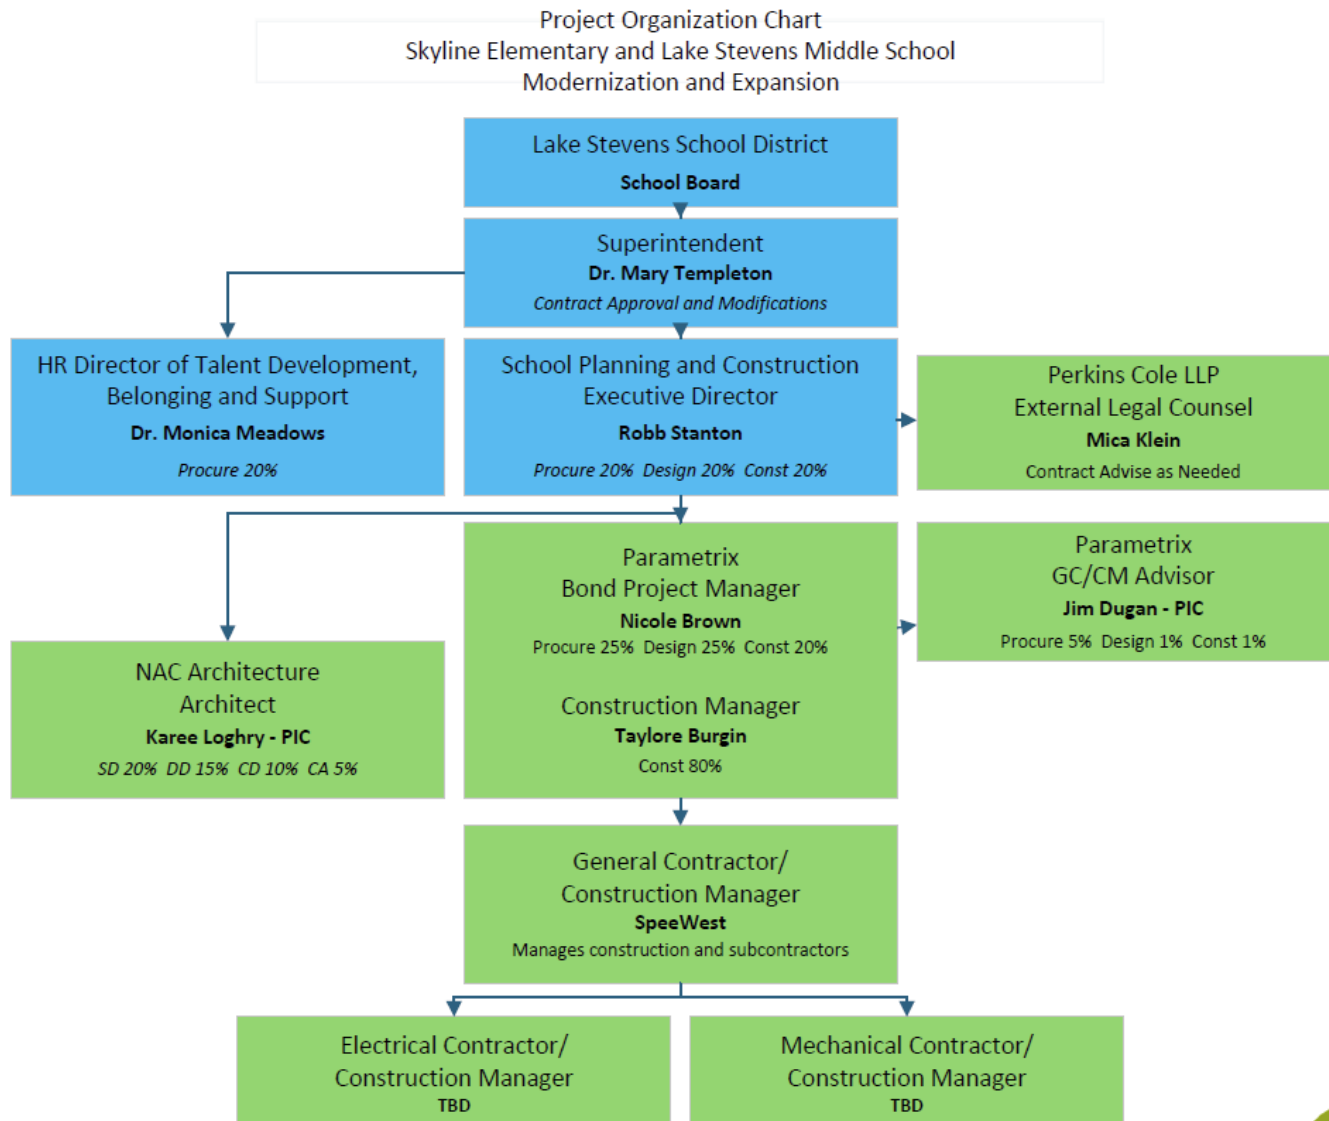 Project Organization Chart
Skyline Elementary and Lake Stevens Middle School
Modernization and Expansion
Lake Stevens School District
School Board
Superintendent
Dr. Mary Templeton
Contract Approval and Modifications
HR Director of Talent Development,
Belonging and Support
Dr. Monica Meadows
Procure 20%
School Planning and Construction
Executive Director
Robb Stanton
Procure 20% Design 20% Const 20%
Perkins Cole LLP
External Legal Counsel
Mica Klein
Contract Advise as Needed
Parametrix
Bond Project Manager
Nicole Brown
Procure 25% Design 25% Const 20%
Construction Manager
Taylore Burgin
Const 80%
Parametrix
GC/CM Advisor
Jim Dugan - PIC
Procure 5% Design 1% Const 1%
NAC Architecture
Architect
Karee Loghry - PIC
SD 20% DD 15% CD 10% CA 5%
General Contractor/
Construction Manager
SpeeWest
Manages construction and subcontractors
Electrical Contractor/
Construction Manager
TBD
Mechanical Contractor/
Construction Manager
TBD